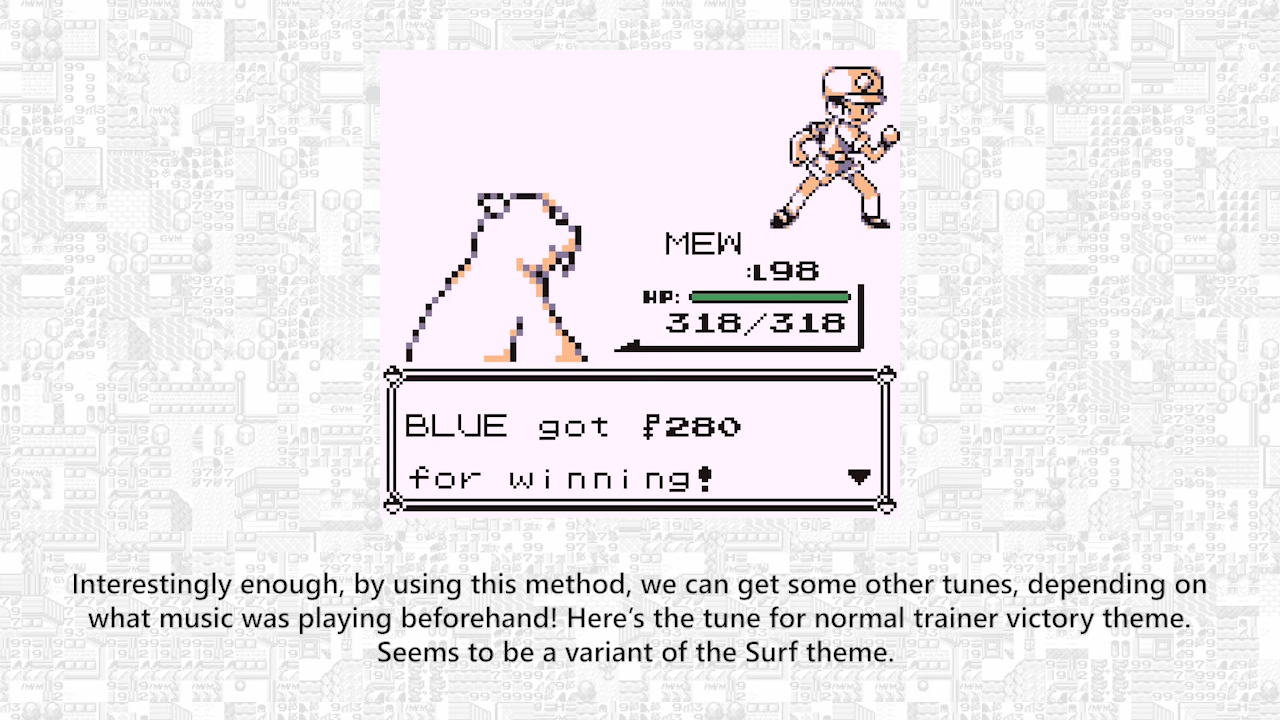 MEW
:L98
HP:
318/318
BLUE got ₽280
for winning!
Interestingly enough, by using this method, we can get some other tunes, depending on
what music was playing beforehand! Here's the tune for normal trainer victory theme.
Seems to be a variant of the Surf theme.